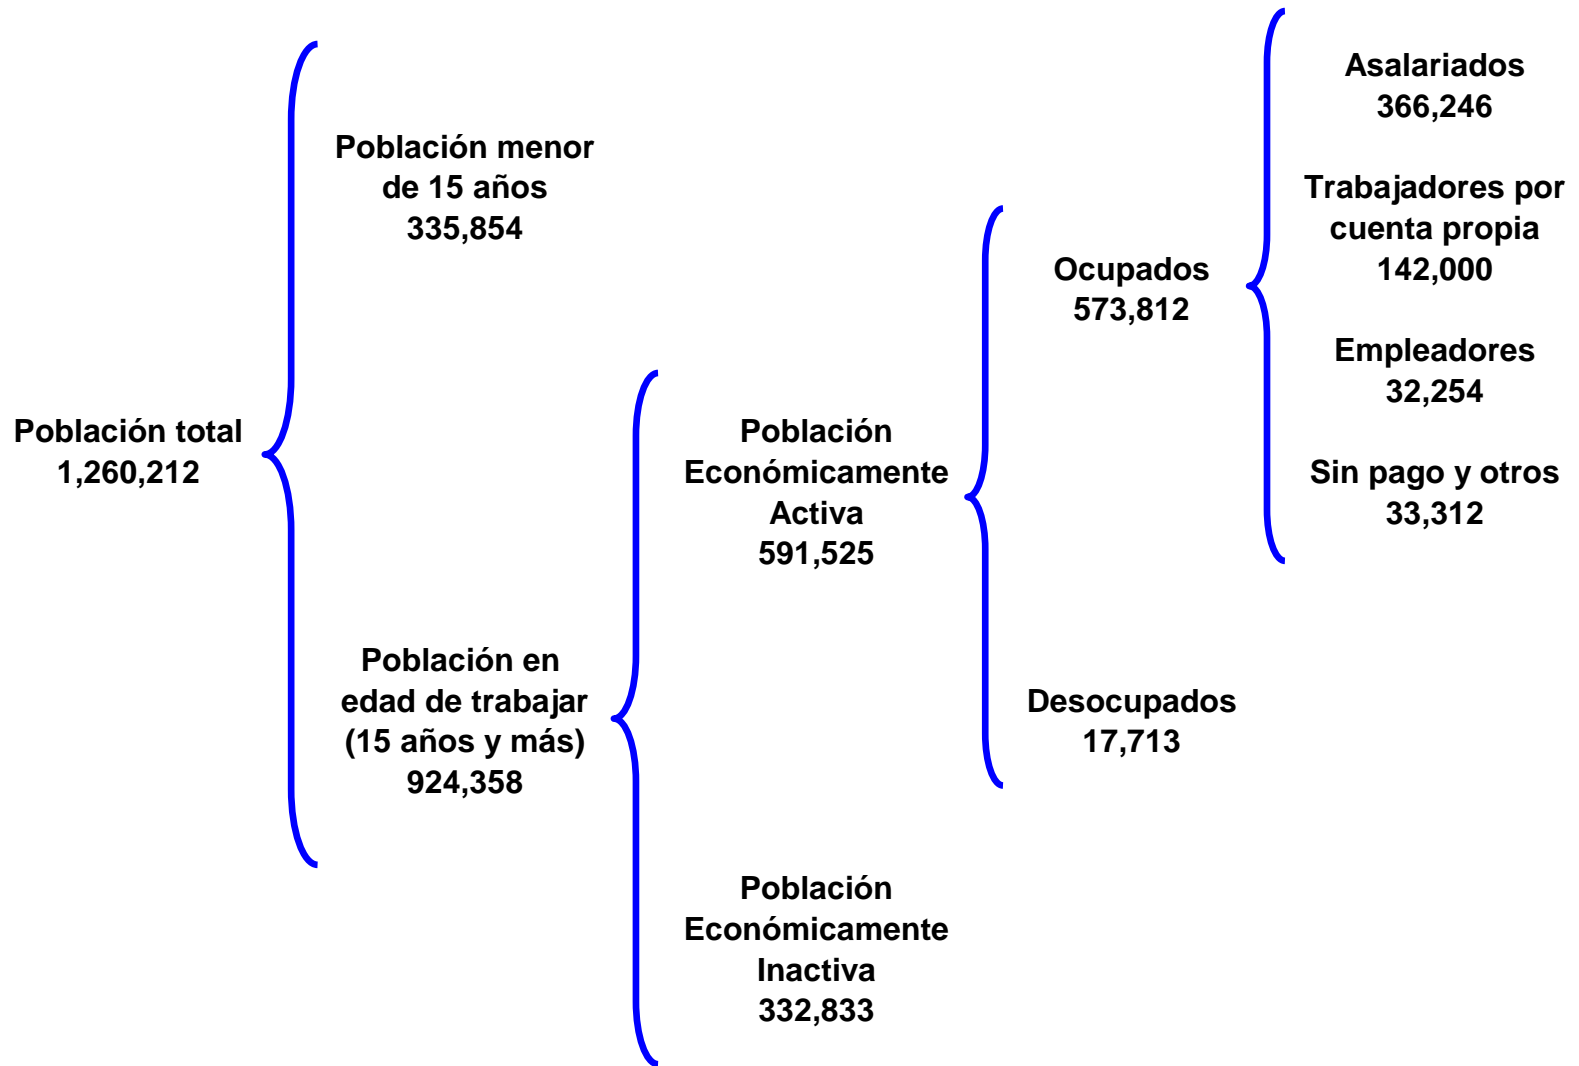 Población total
1,260,212
Población menor
de 15 años
335,854
Población en
edad de trabajar
(15 años y más)
924,358
Población
Económicamente
Activa
591,525
Población
Económicamente
Inactiva
332,833
Ocupados
573,812
Desocupados
17,713
Asalariados
366,246
Trabajadores por
cuenta propia
142,000
Empleadores
32,254
Sin pago y otros
33,312